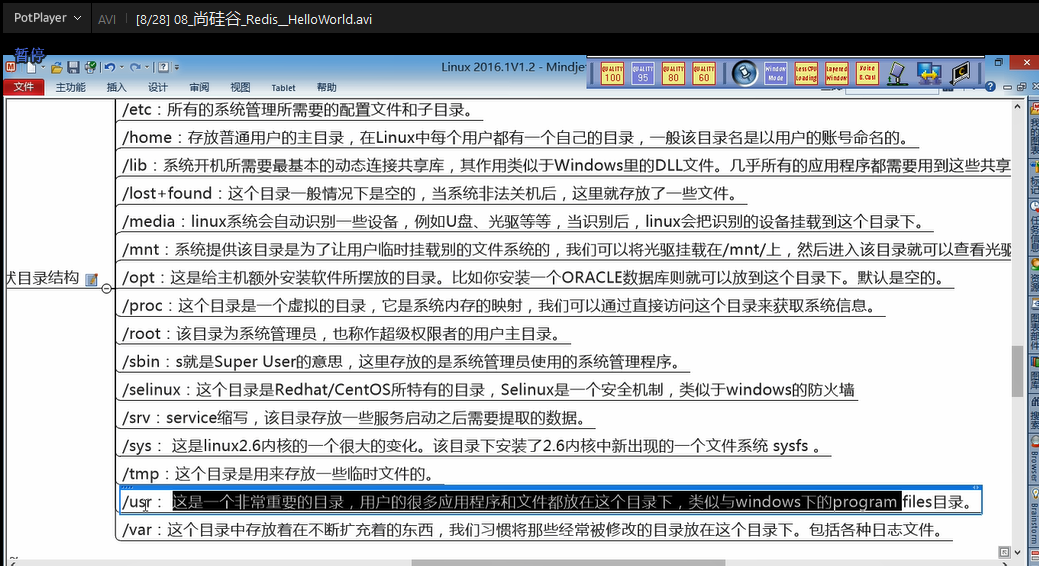 PotPlayer AVI [8/28] 08_尚硅谷_Redis__HelloWorld.avi
暂停
Linux 2016.1V1.2 - Mindje
QUALITY 100 QUALITY 95 QUALITY 80 QUALITY 60 Window Mode LessCPU Loading Layered Window Voice & Call
文件 主功能 插入 设计 审阅 视图 Tablet 帮助
/etc：所有的系统管理所需要的配置文件和子目录。
/home：存放普通用户的主目录，在Linux中每个用户都有一个自己的目录，一般该目录名是以用户的账号命名的。
/lib：系统开机所需要最基本的动态连接共享库，其作用类似于Windows里的DLL文件。几乎所有的应用程序都需要用到这些共享
/lost+found：这个目录一般情况下是空的，当系统非法关机后，这里就存放了一些文件。
/media：linux系统会自动识别一些设备，例如U盘、光驱等等，当识别后，linux会把识别的设备挂载到这个目录下。
/mnt：系统提供该目录是为了让用户临时挂载别的文件系统的，我们可以将光驱挂载在/mnt/上，然后进入该目录就可以查看光驱
状目录结构
/opt：这是给主机额外安装软件所摆放的目录。比如你安装一个ORACLE数据库则就可以放到这个目录下。默认是空的。
/proc：这个目录是一个虚拟的目录，它是系统内存的映射，我们可以通过直接访问这个目录来获取系统信息。
/root：该目录为系统管理员，也称作超级权限者的用户主目录。
/sbin：s就是Super User的意思，这里存放的是系统管理员使用的系统管理程序。
/selinux：这个目录是Redhat/CentOS所特有的目录，Selinux是一个安全机制，类似于windows的防火墙
/srv：service缩写，该目录存放一些服务启动之后需要提取的数据。
/sys： 这是linux2.6内核的一个很大的变化。该目录下安装了2.6内核中新出现的一个文件系统 sysfs 。
/tmp：这个目录是用来存放一些临时文件的。
/usr： 这是一个非常重要的目录，用户的很多应用程序和文件都放在这个目录下，类似与windows下的program files目录。
/var：这个目录中存放着在不断扩充着的东西，我们习惯将那些经常被修改的目录放在这个目录下。包括各种日志文件。
我的图表
标记
任务信息
资源
图表部件
图库
搜索
Browser
Brainstorm